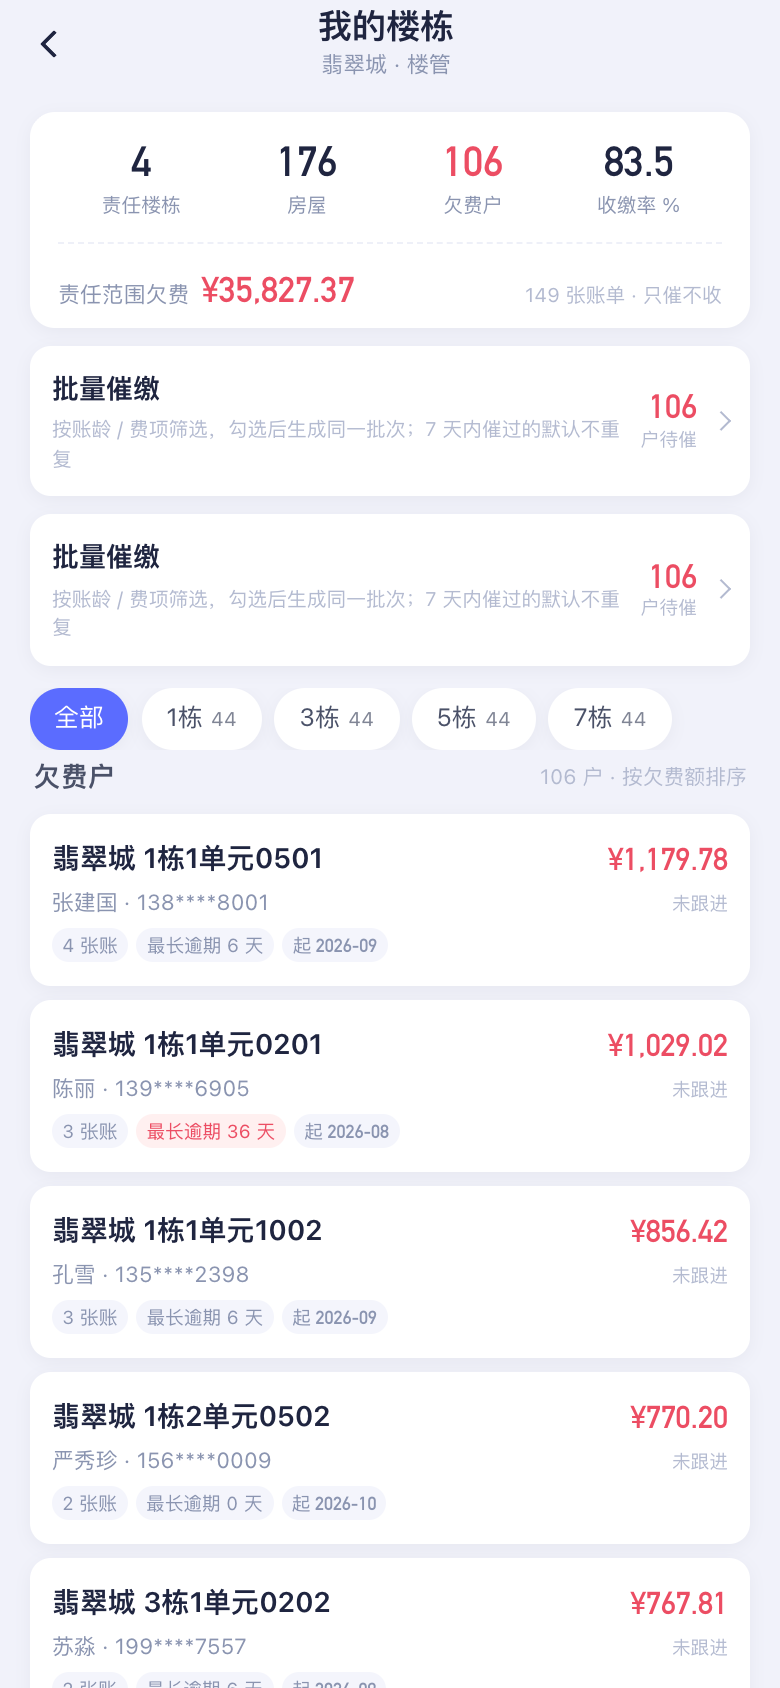 我的楼栋
翡翠城 · 楼管
4 176 106 83.5
责任楼栋 房屋 欠费户 收缴率 %
责任范围欠费 ¥35,827.37 149 张账单 · 只催不收
批量催缴
按账龄 / 费项筛选，勾选后生成同一批次；7 天内催过的默认不重
复
106
户待催
批量催缴
按账龄 / 费项筛选，勾选后生成同一批次；7 天内催过的默认不重
复
106
户待催
全部 1栋 44 3栋 44 5栋 44 7栋 44
欠费户 106 户 · 按欠费额排序
翡翠城 1栋1单元0501 ¥1,179.78
张建国 · 138****8001 未跟进
4 张账 最长逾期 6 天 起 2026-09
翡翠城 1栋1单元0201 ¥1,029.02
陈丽 · 139****6905 未跟进
3 张账 最长逾期 36 天 起 2026-08
翡翠城 1栋1单元1002 ¥856.42
孔雪 · 135****2398 未跟进
3 张账 最长逾期 6 天 起 2026-09
翡翠城 1栋2单元0502 ¥770.20
严秀珍 · 156****0009 未跟进
2 张账 最长逾期 0 天 起 2026-10
翡翠城 3栋1单元0202 ¥767.81
苏淼 · 199****7557 未跟进